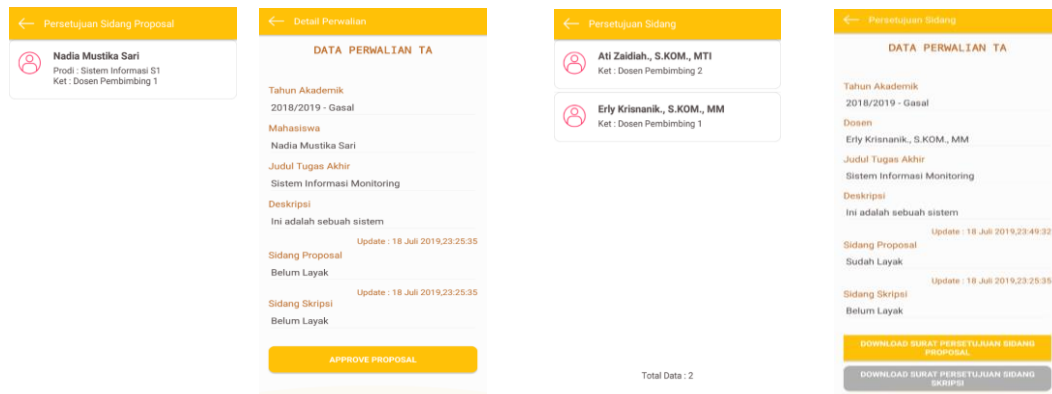 Persetujuan Sidang Proposal
Nadia Mustika Sari
Prodi : Sistem Informasi S1
Ket : Dosen Pembimbing 1
Detail Perwalian
DATA PERWALIAN TA
Tahun Akademik
2018/2019 - Gasal
Mahasiswa
Nadia Mustika Sari
Judul Tugas Akhir
Sistem Informasi Monitoring
Deskripsi
Ini adalah sebuah sistem
Update : 18 Juli 2019,23:25:35
Sidang Proposal
Belum Layak
Update : 18 Juli 2019,23:25:35
Sidang Skripsi
Belum Layak
APPROVE PROPOSAL
Persetujuan Sidang
Ati Zaidiah., S.KOM., MTI
Ket : Dosen Pembimbing 2
Erly Krisnanik., S.KOM., MM
Ket : Dosen Pembimbing 1
Total Data : 2
Persetujuan Sidang
DATA PERWALIAN TA
Tahun Akademik
2018/2019 - Gasal
Dosen
Erly Krisnanik., S.KOM., MM
Judul Tugas Akhir
Sistem Informasi Monitoring
Deskripsi
Ini adalah sebuah sistem
Update : 18 Juli 2019,23:49:32
Sidang Proposal
Sudah Layak
Update : 18 Juli 2019,23:25:35
Sidang Skripsi
Belum Layak
DOWNLOAD SURAT PERSETUJUAN SIDANG
PROPOSAL
DOWNLOAD SURAT PERSETUJUAN SIDANG
SKRIPSI